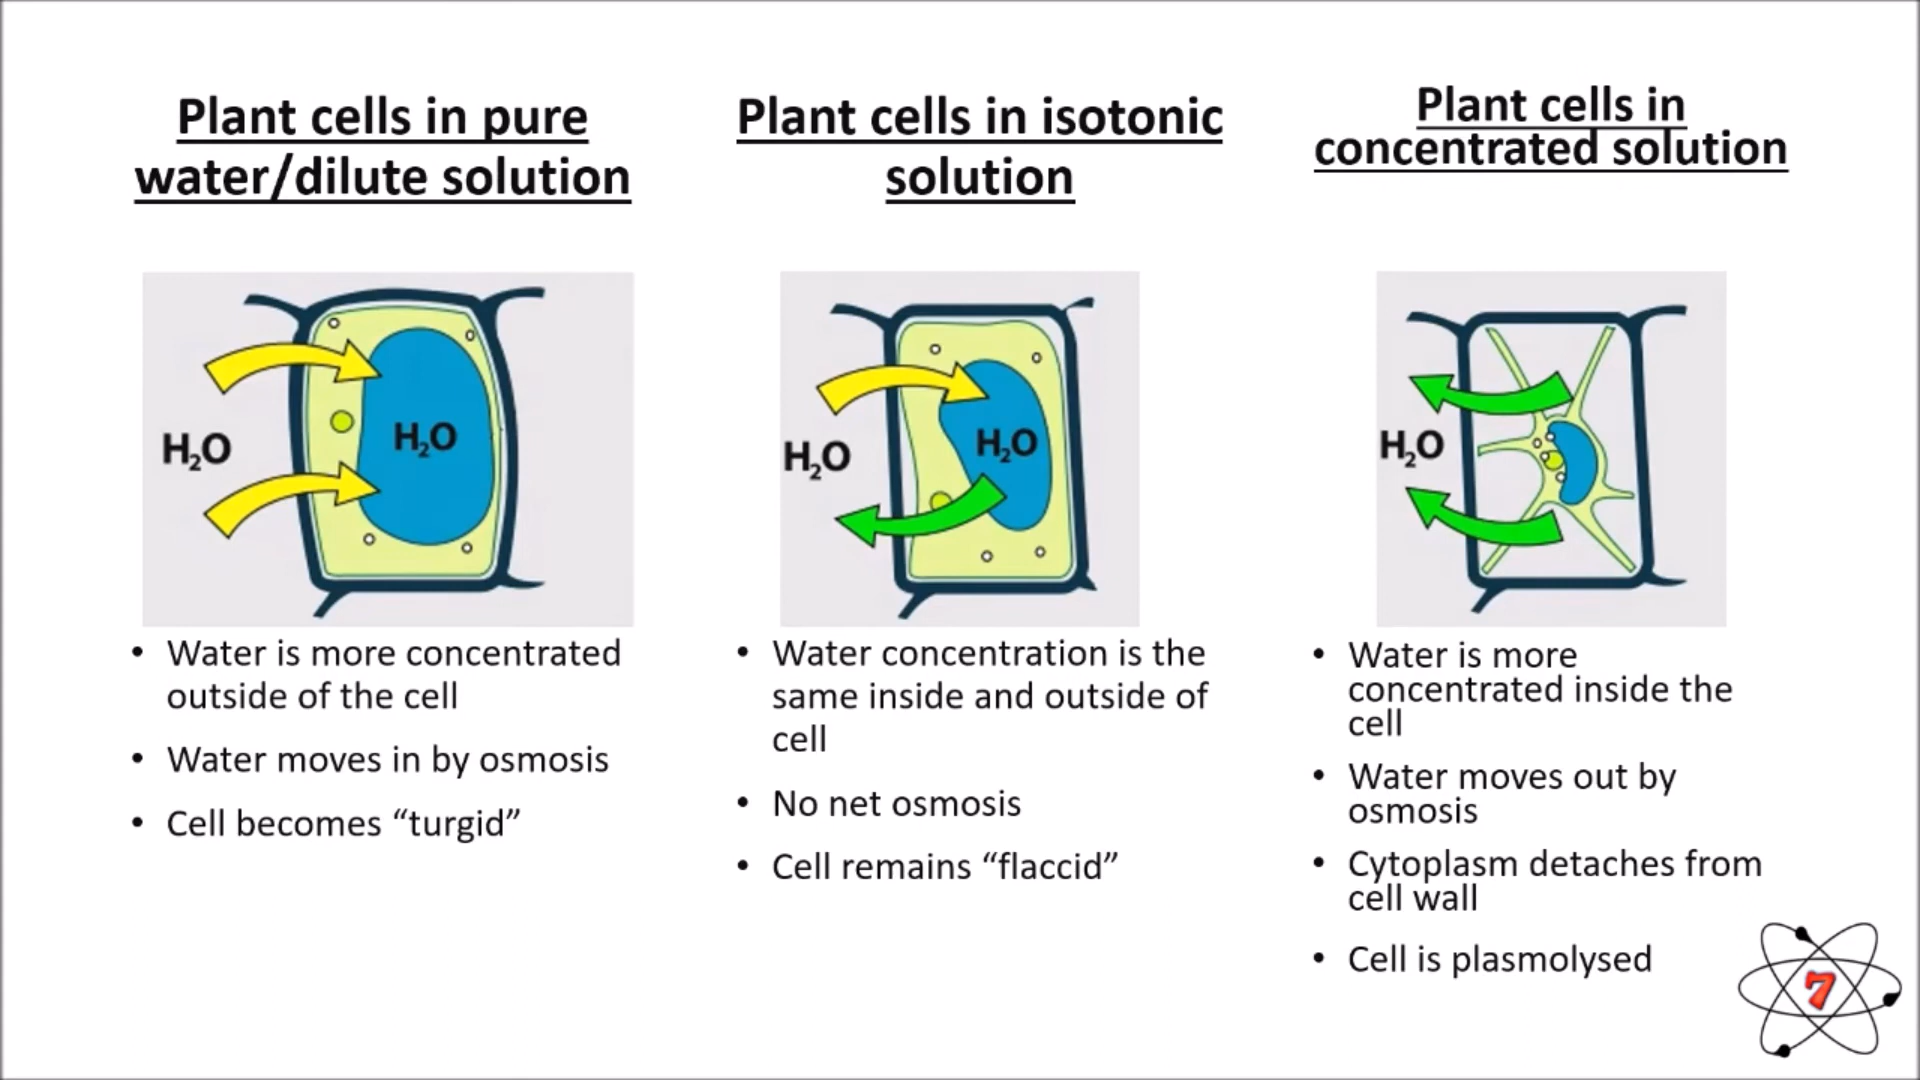 Plant cells in pure
water/dilute solution
H₂O
H₂O
• Water is more concentrated
outside of the cell
• Water moves in by osmosis
• Cell becomes “turgid”
Plant cells in isotonic
solution
H₂O
H₂O
• Water concentration is the
same inside and outside of
cell
• No net osmosis
• Cell remains “flaccid”
Plant cells in
concentrated solution
H₂O
• Water is more
concentrated inside the
cell
• Water moves out by
osmosis
• Cytoplasm detaches from
cell wall
• Cell is plasmolysed
7